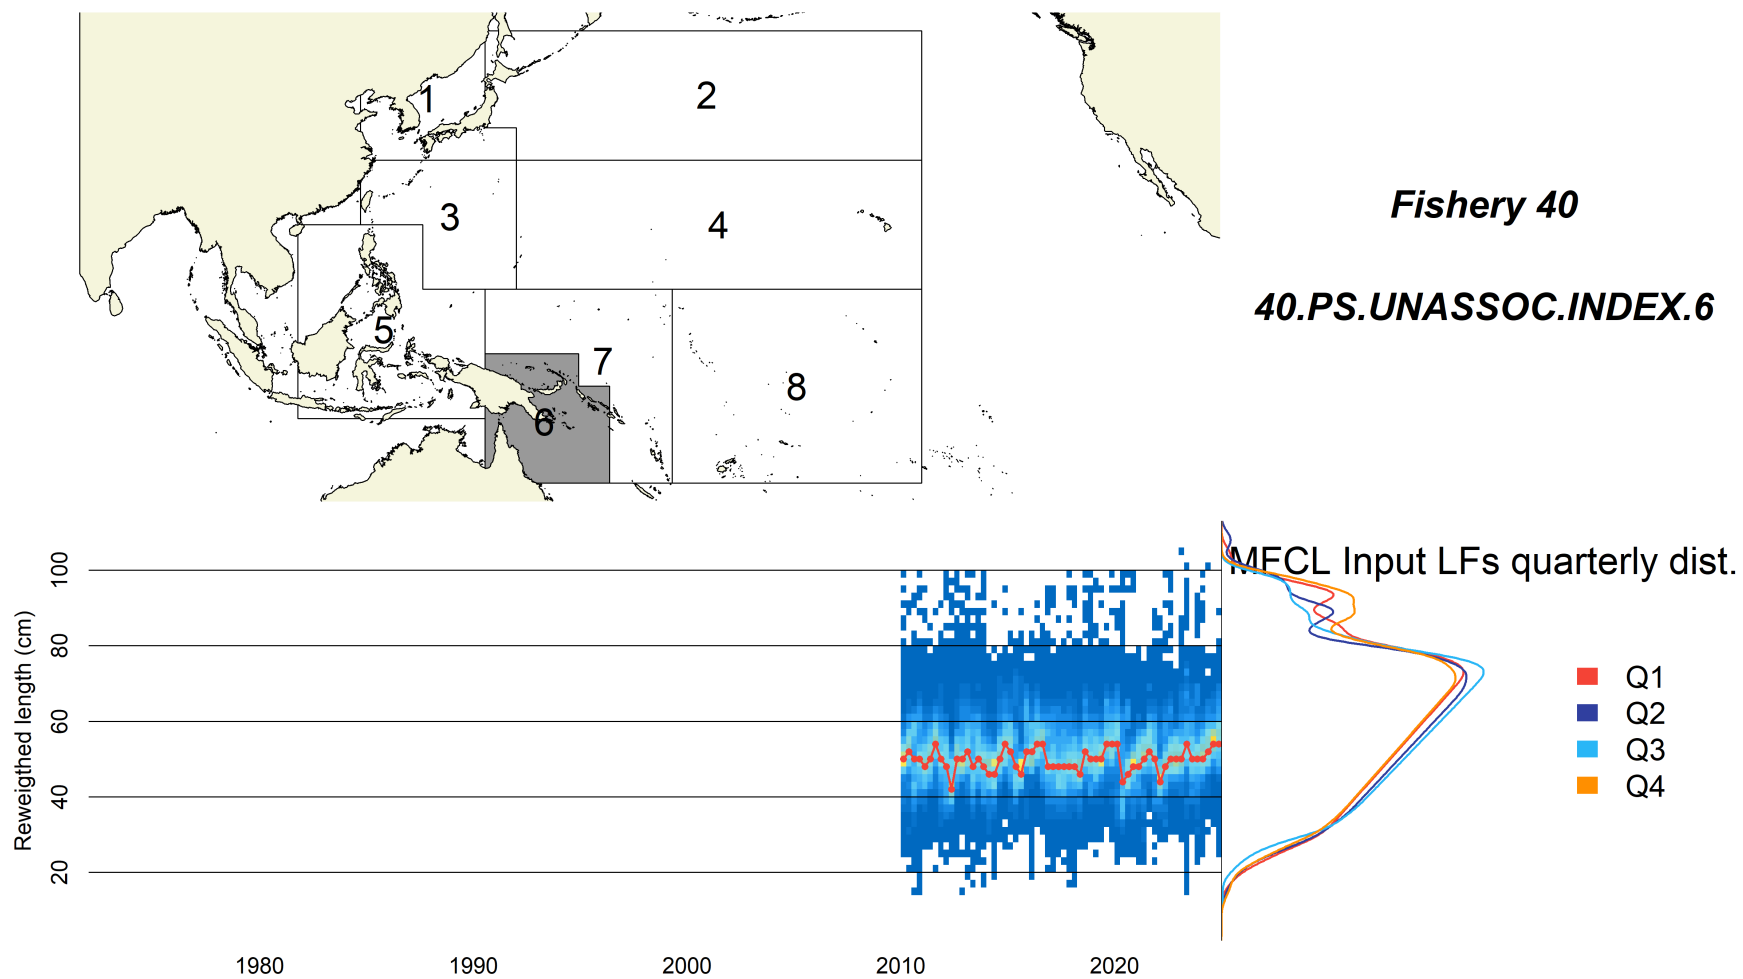 1
2
3
4
5
6
7
8
Fishery 40
40.PS.UNASSOC.INDEX.6
MFCL Input LFs quarterly dist.
Reweigthed length (cm)
100
80
60
40
20
1980
1990
2000
2010
2020
Q1
Q2
Q3
Q4